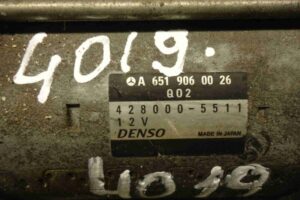 4019.
A 651 906 00 26
Q02
428000-5511
12V
DENSO MADE IN JAPAN
4019